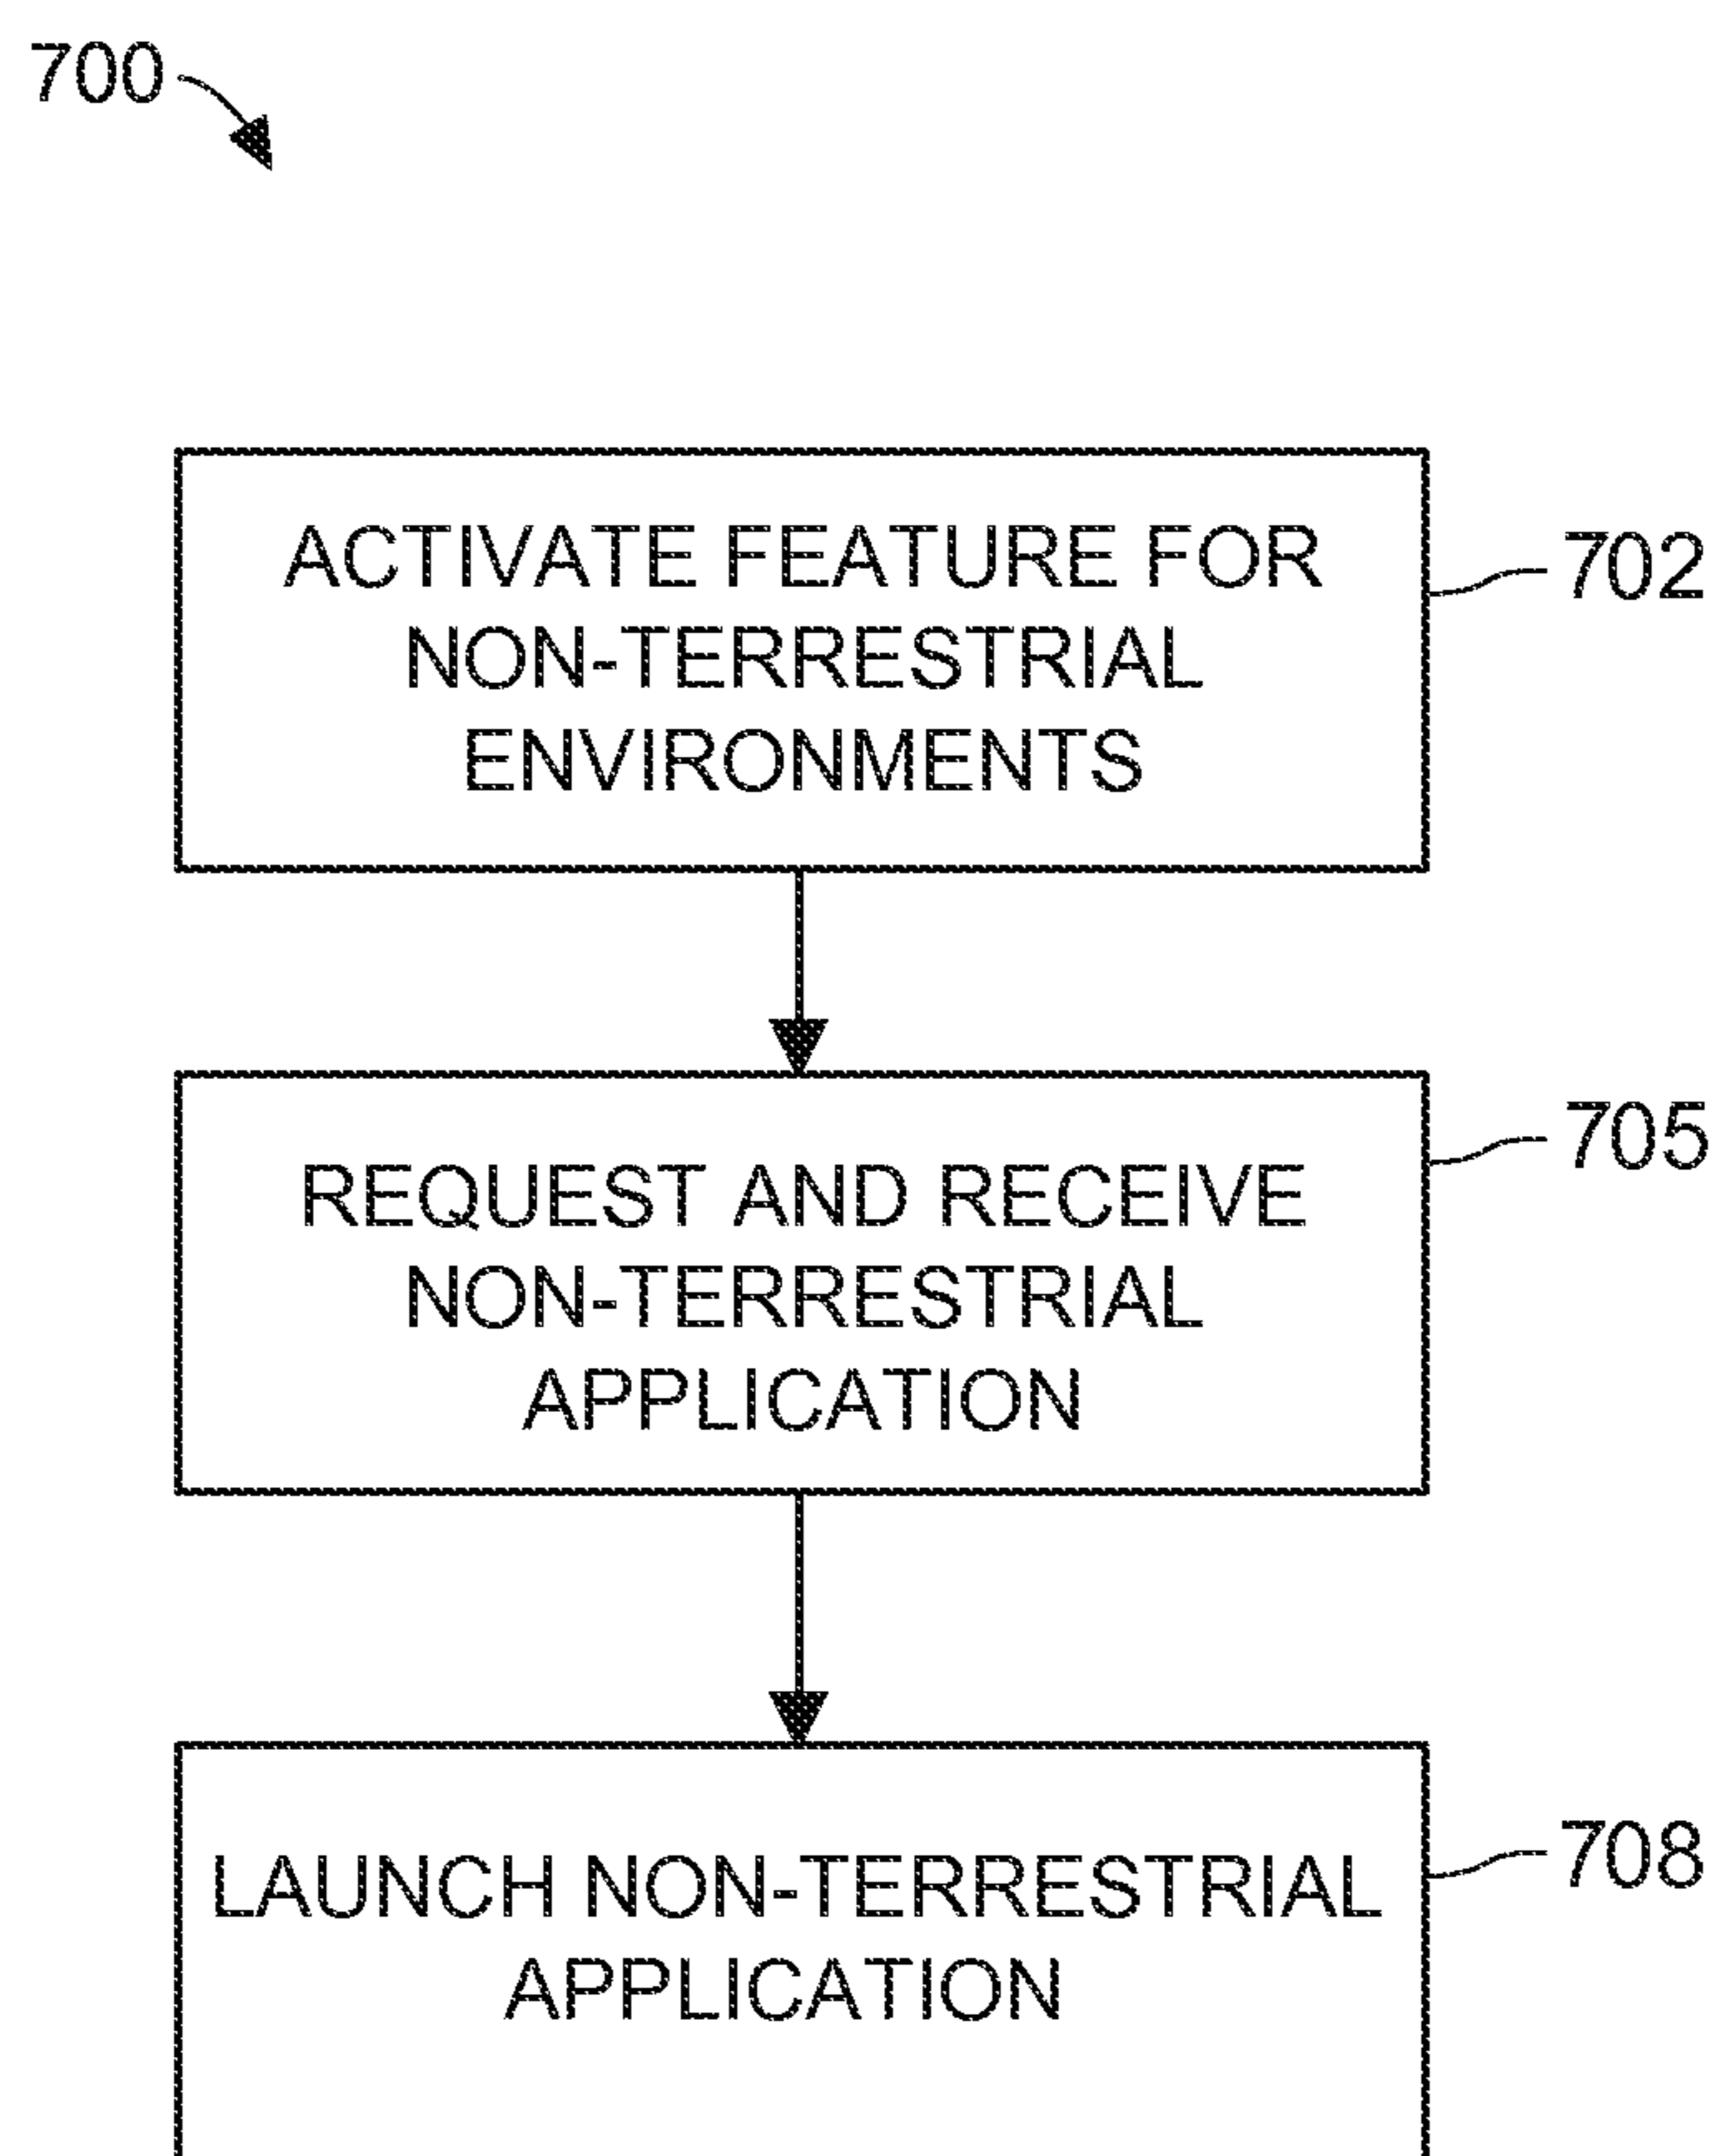 700
ACTIVATE FEATURE FOR
NON-TERRESTRIAL
ENVIRONMENTS
702
REQUEST AND RECEIVE
NON-TERRESTRIAL
APPLICATION
705
LAUNCH NON-TERRESTRIAL
APPLICATION
708